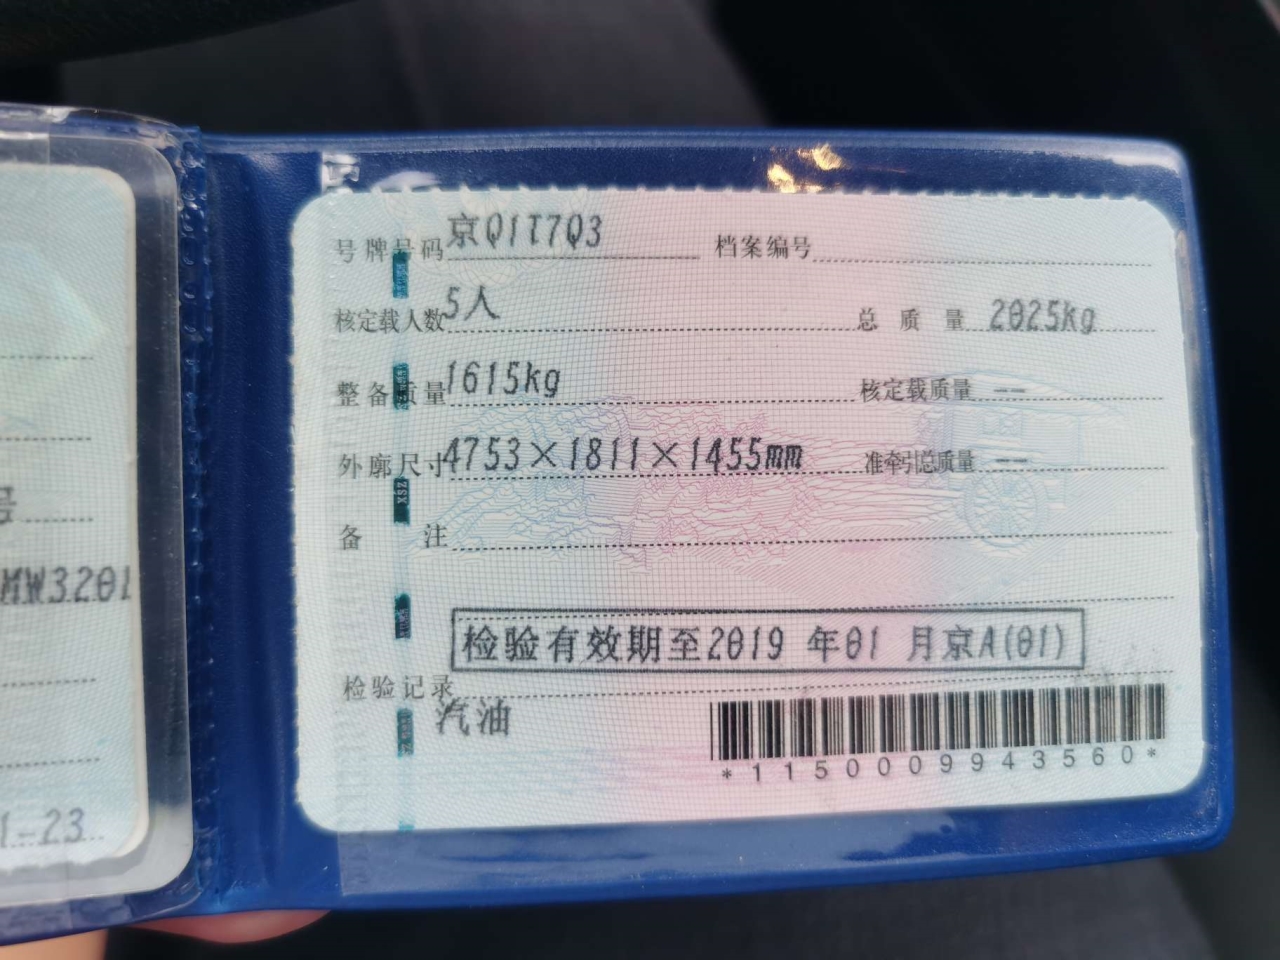 号牌号码 京Q1T7Q3 档案编号
核定载人数 5人 总质量 2025kg
整备质量 1615kg 核定载质量 --
外廓尺寸 4753×1811×1455mm 准牵引总质量 --
备注
检验有效期至2019 年01 月京A(01)
检验记录
汽油
*1150009943560*
号
MW3201
1-23
XSZ